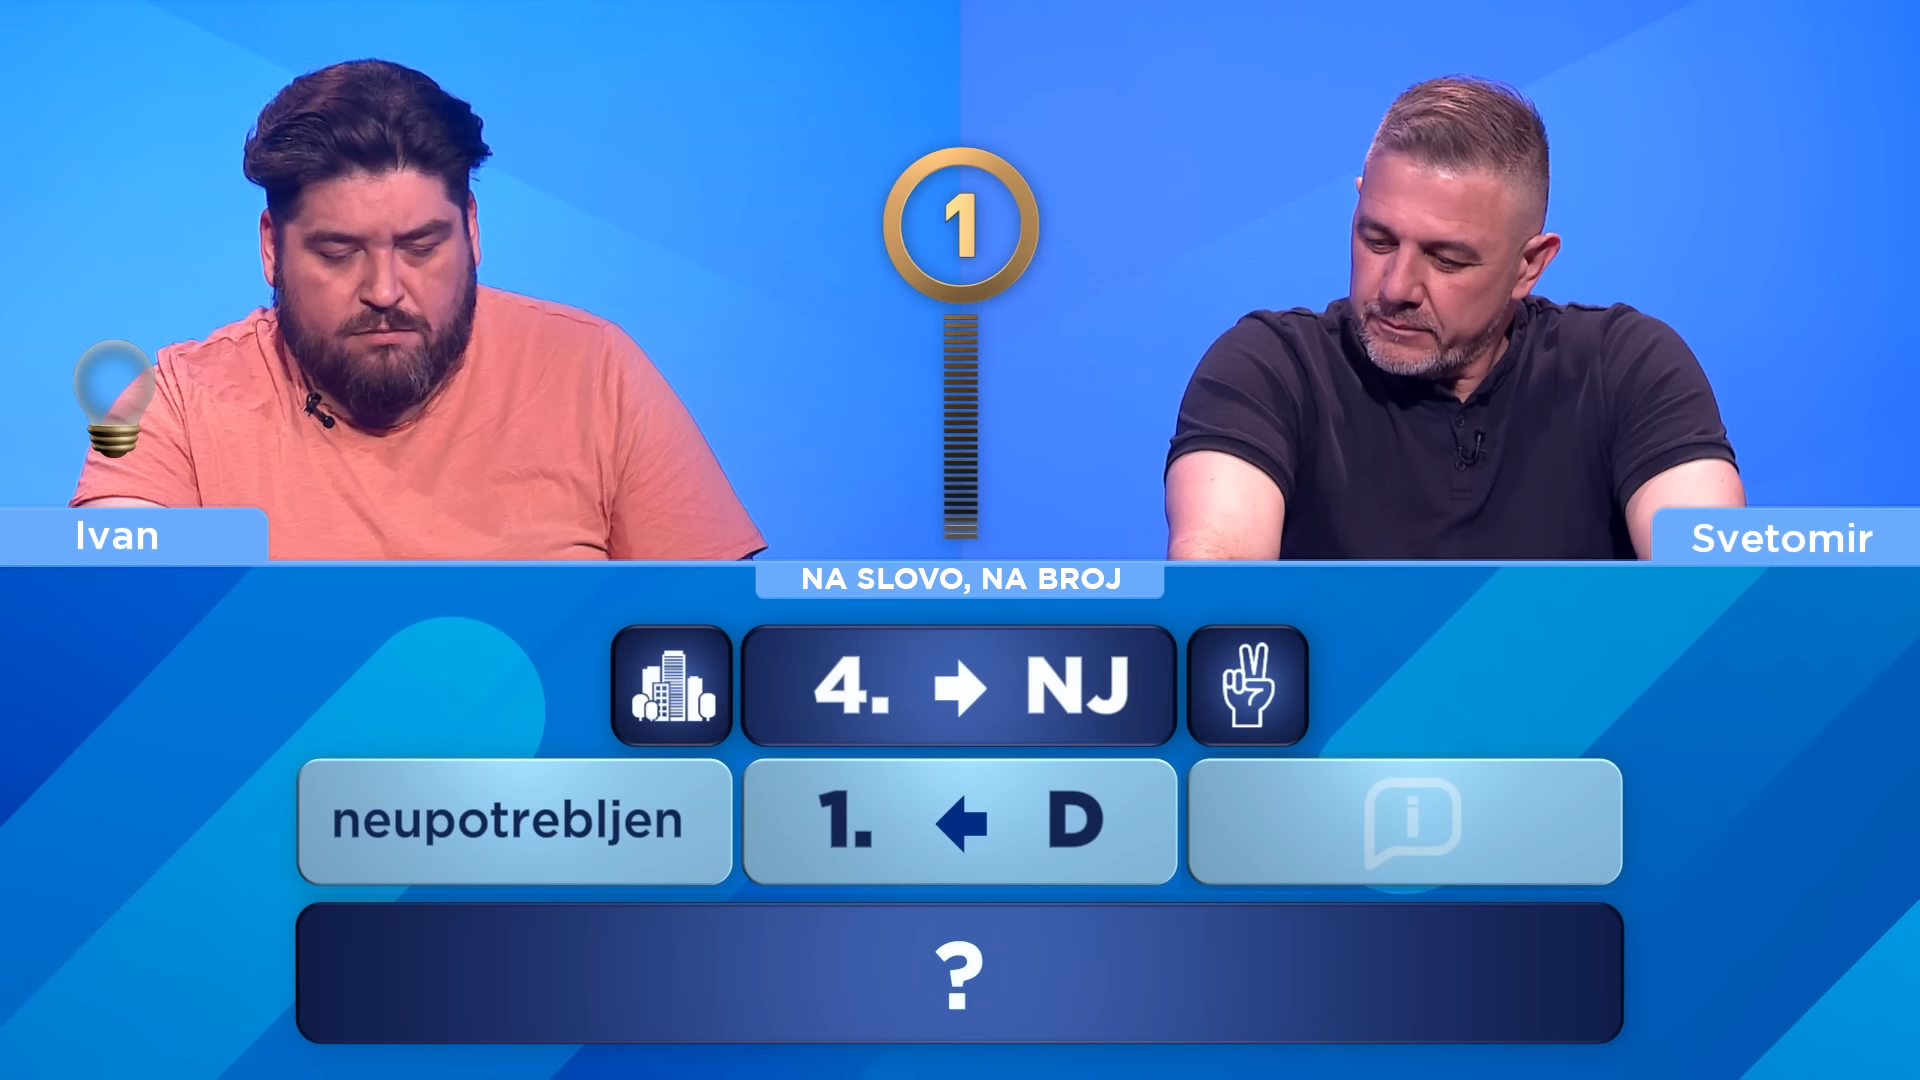 1
Ivan
Svetomir
NA SLOVO, NA BROJ
4. → NJ
neupotrebljen
1. ← D
i
?